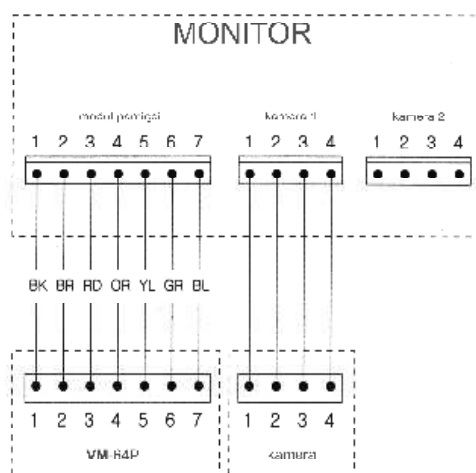 MONITOR
moduł pamięci kamera 1 kamera 2
1 2 3 4 5 6 7 1 2 3 4 1 2 3 4
BK BR RD OR YL GR BL
1 2 3 4 5 6 7 1 2 3 4
VM-64P kamera